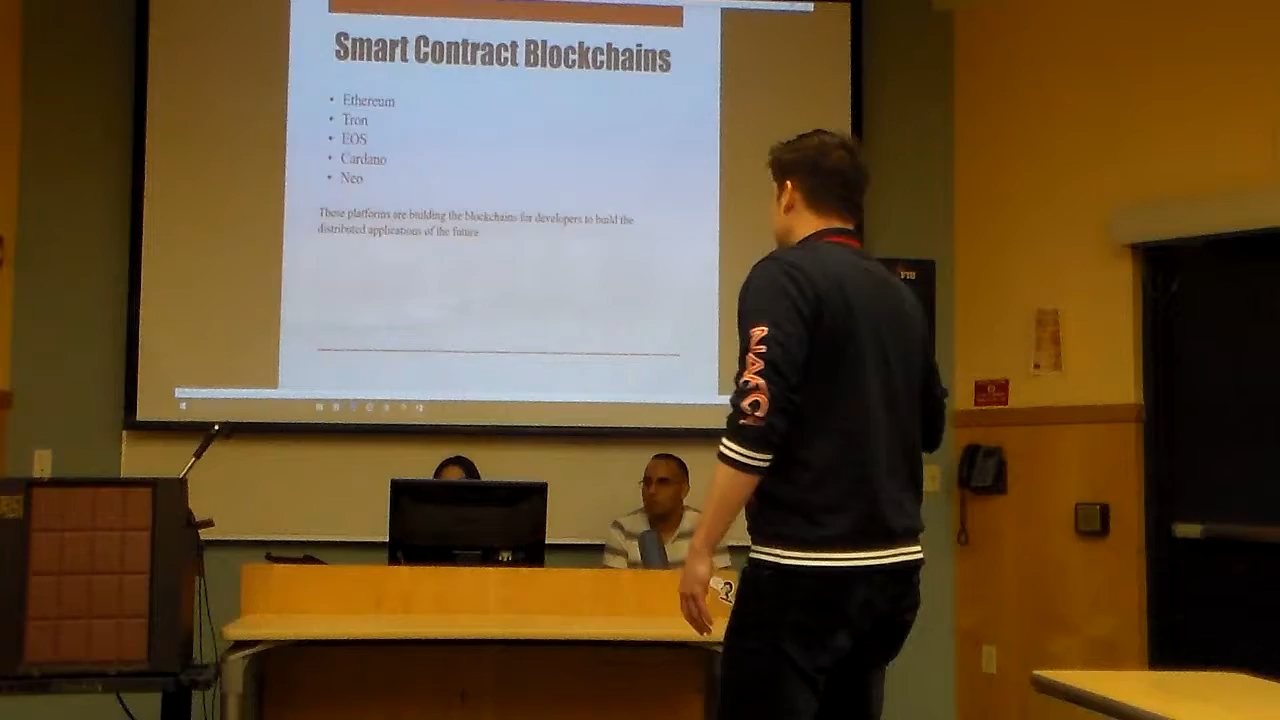 Smart Contract Blockchains
• Ethereum
• Tron
• EOS
• Cardano
• Neo
These platforms are building the blockchains for developers to build the
distributed applications of the future
FIU